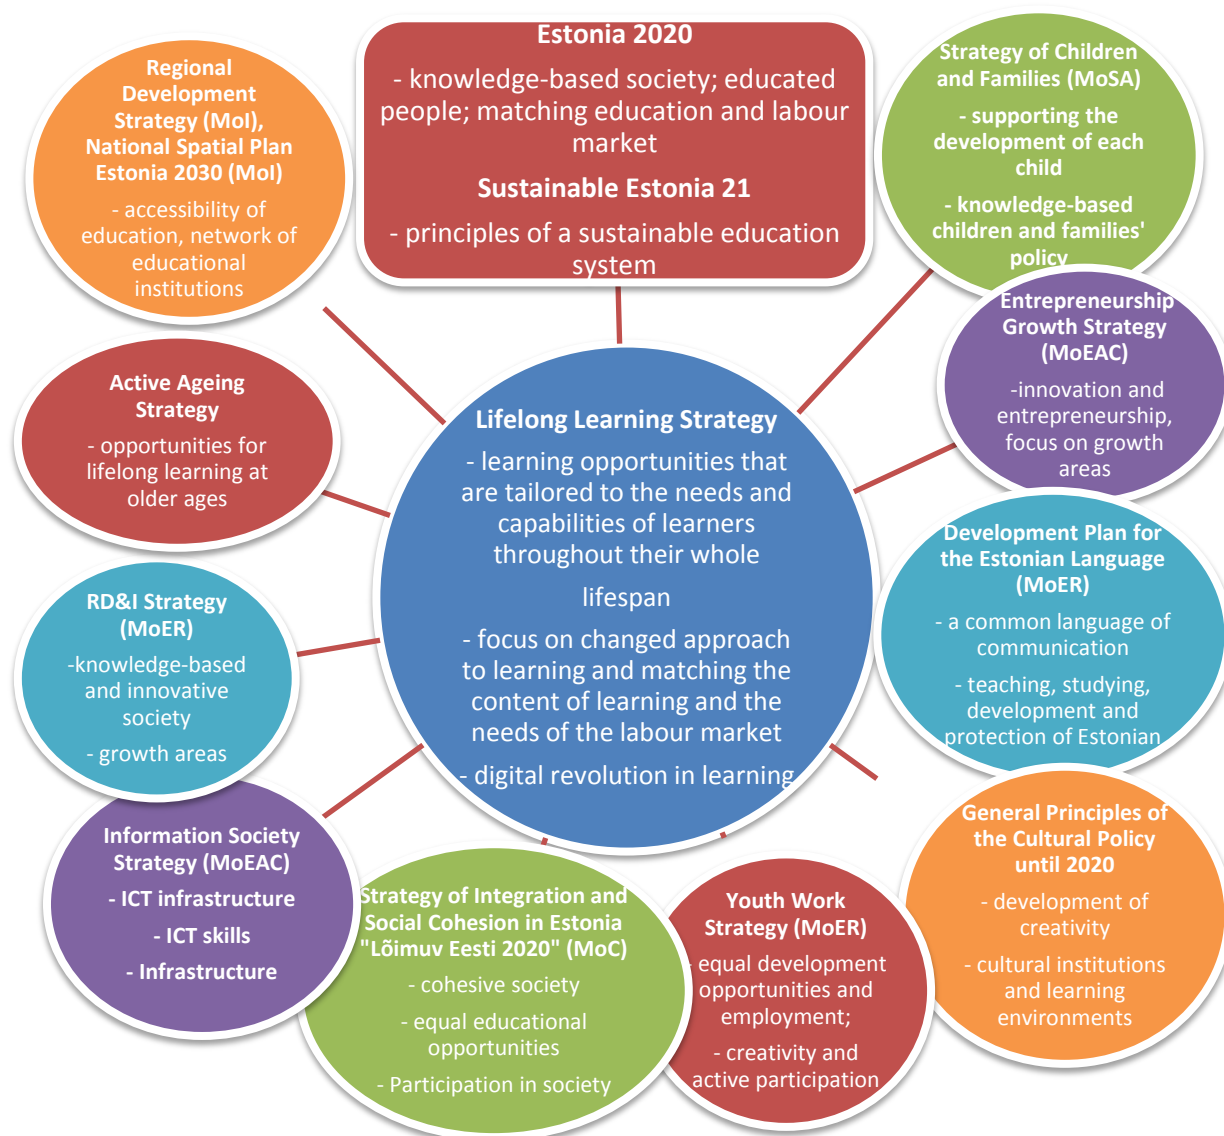 Estonia 2020
- knowledge-based society; educated
people; matching education and labour
market
Sustainable Estonia 21
- principles of a sustainable education
system
Strategy of Children
and Families (MoSA)
- supporting the
development of each
child
- knowledge-based
children and families'
policy
Entrepreneurship
Growth Strategy
(MoEAC)
-innovation and
entrepreneurship,
focus on growth
areas
Development Plan for
the Estonian Language
(MoER)
- a common language of
communication
- teaching, studying,
development and
protection of Estonian
General Principles of
the Cultural Policy
until 2020
- development of
creativity
- cultural institutions
and learning
environments
Youth Work
Strategy (MoER)
- equal development
opportunities and
employment;
- creativity and
active participation
Strategy of Integration and
Social Cohesion in Estonia
"Lõimuv Eesti 2020" (MoC)
- cohesive society
- equal educational
opportunities
- Participation in society
Information Society
Strategy (MoEAC)
- ICT infrastructure
- ICT skills
- Infrastructure
RD&I Strategy
(MoER)
-knowledge-based
and innovative
society
- growth areas
Active Ageing
Strategy
- opportunities for
lifelong learning at
older ages
Regional
Development
Strategy (MoI),
National Spatial Plan
Estonia 2030 (MoI)
- accessibility of
education, network of
educational
institutions
Lifelong Learning Strategy
- learning opportunities that
are tailored to the needs and
capabilities of learners
throughout their whole
lifespan
- focus on changed approach
to learning and matching the
content of learning and the
needs of the labour market
- digital revolution in learning